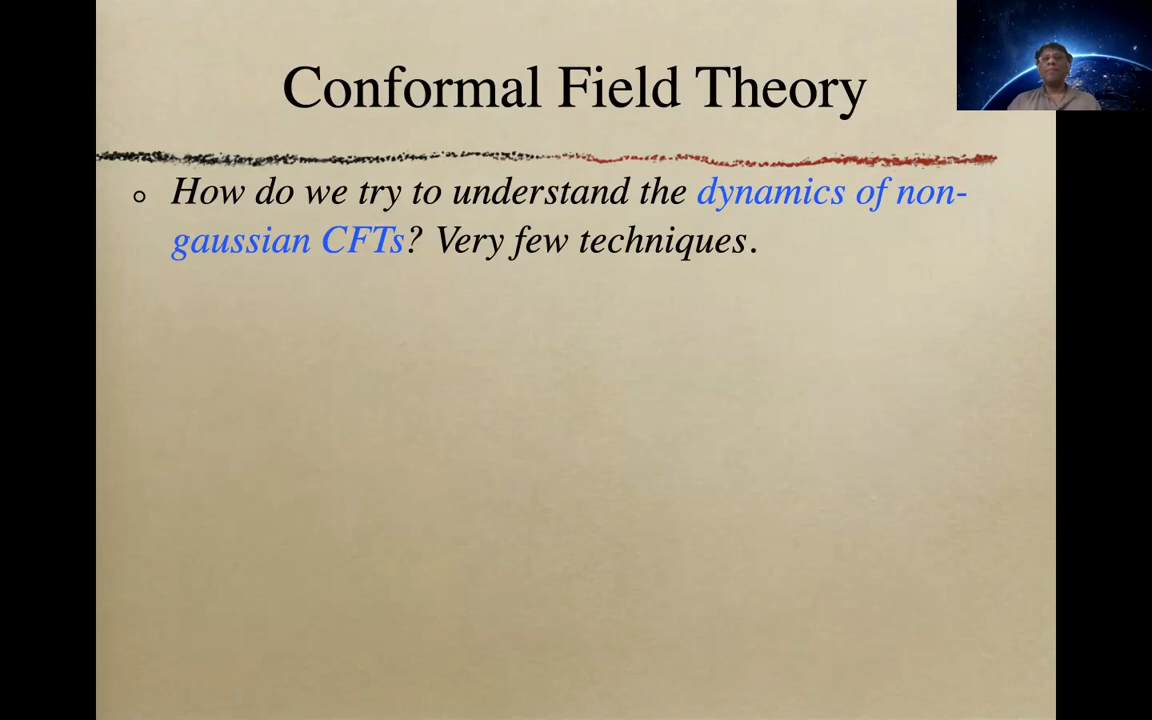 Conformal Field Theory
How do we try to understand the dynamics of non-
gaussian CFTs? Very few techniques.